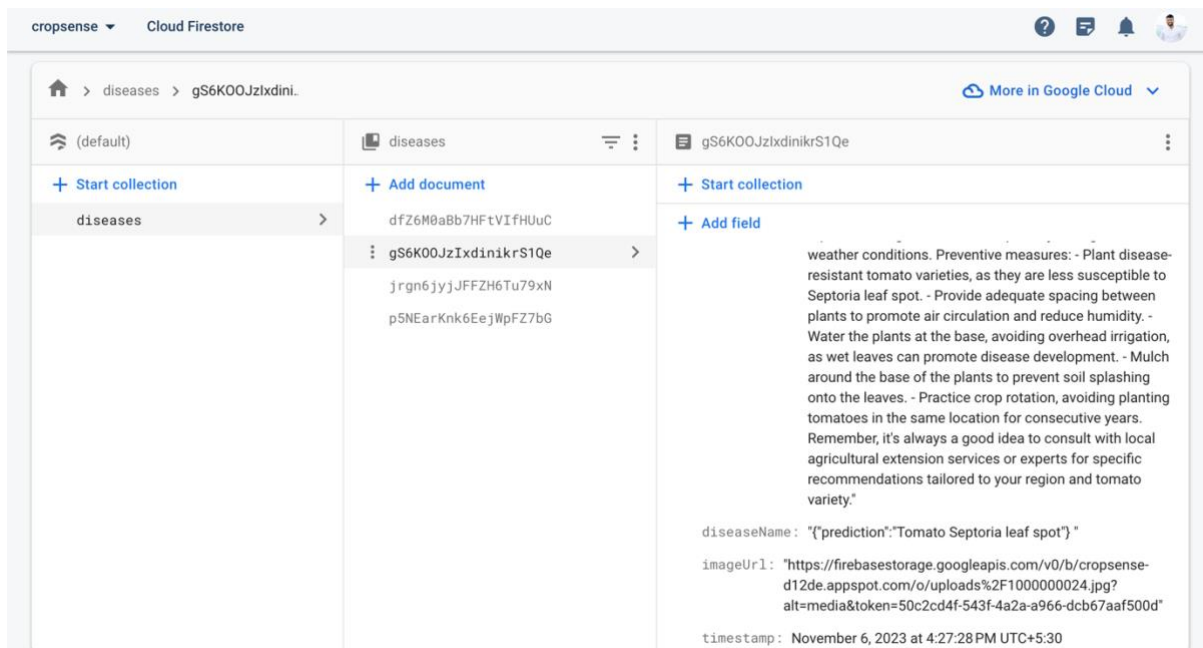 cropsense Cloud Firestore
diseases > gS6KOOJzIxdini..
More in Google Cloud
(default)
diseases
gS6KOOJzIxdinikrS1Qe
+ Start collection
+ Add document
+ Start collection
diseases
dfZ6M0aBb7HFtVIfHUuC
gS6KOOJzIxdinikrS1Qe
jrgn6jyjJFFZH6Tu79xN
p5NEarKnk6EejWpFZ7bG
+ Add field
weather conditions. Preventive measures: - Plant disease-
resistant tomato varieties, as they are less susceptible to
Septoria leaf spot. - Provide adequate spacing between
plants to promote air circulation and reduce humidity. -
Water the plants at the base, avoiding overhead irrigation,
as wet leaves can promote disease development. - Mulch
around the base of the plants to prevent soil splashing
onto the leaves. - Practice crop rotation, avoiding planting
tomatoes in the same location for consecutive years.
Remember, it's always a good idea to consult with local
agricultural extension services or experts for specific
recommendations tailored to your region and tomato
variety."
diseaseName: "{"prediction":"Tomato Septoria leaf spot"} "
imageUrl: "https://firebasestorage.googleapis.com/v0/b/cropsense-
d12de.appspot.com/o/uploads%2F1000000024.jpg?
alt=media&token=50c2cd4f-543f-4a2a-a966-dcb67aaf500d"
timestamp: November 6, 2023 at 4:27:28 PM UTC+5:30